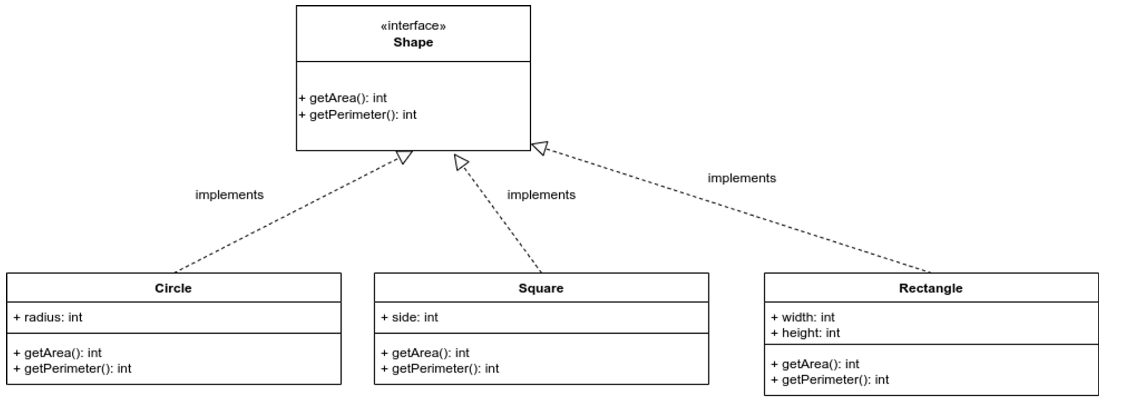 «interface»
Shape
+ getArea(): int
+ getPerimeter(): int
implements
implements
implements
Circle
+ radius: int
+ getArea(): int
+ getPerimeter(): int
Square
+ side: int
+ getArea(): int
+ getPerimeter(): int
Rectangle
+ width: int
+ height: int
+ getArea(): int
+ getPerimeter(): int